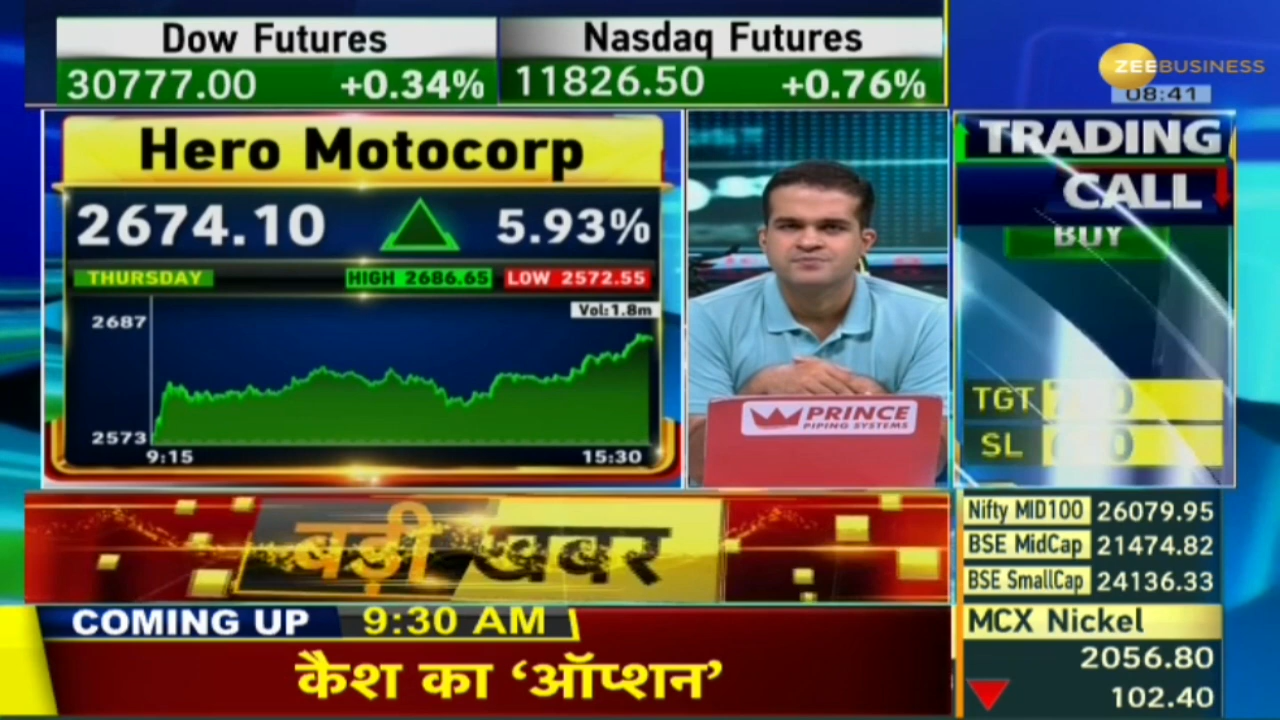 Dow Futures
30777.00 +0.34%
Nasdaq Futures
11826.50 +0.76%
ZEEBUSINESS
08:41
Hero Motocorp
2674.10 5.93%
THURSDAY HIGH 2686.65 LOW 2572.55
Vol:1.8m
2687
2573
9:15 15:30
PRINCE
PIPING SYSTEMS
TRADING
CALL
BUY
TGT
SL
बड़ी खबर
COMING UP 9:30 AM
कैश का ‘ऑप्शन’
Nifty MID100 26079.95
BSE MidCap 21474.82
BSE SmallCap 24136.33
MCX Nickel
2056.80
102.40